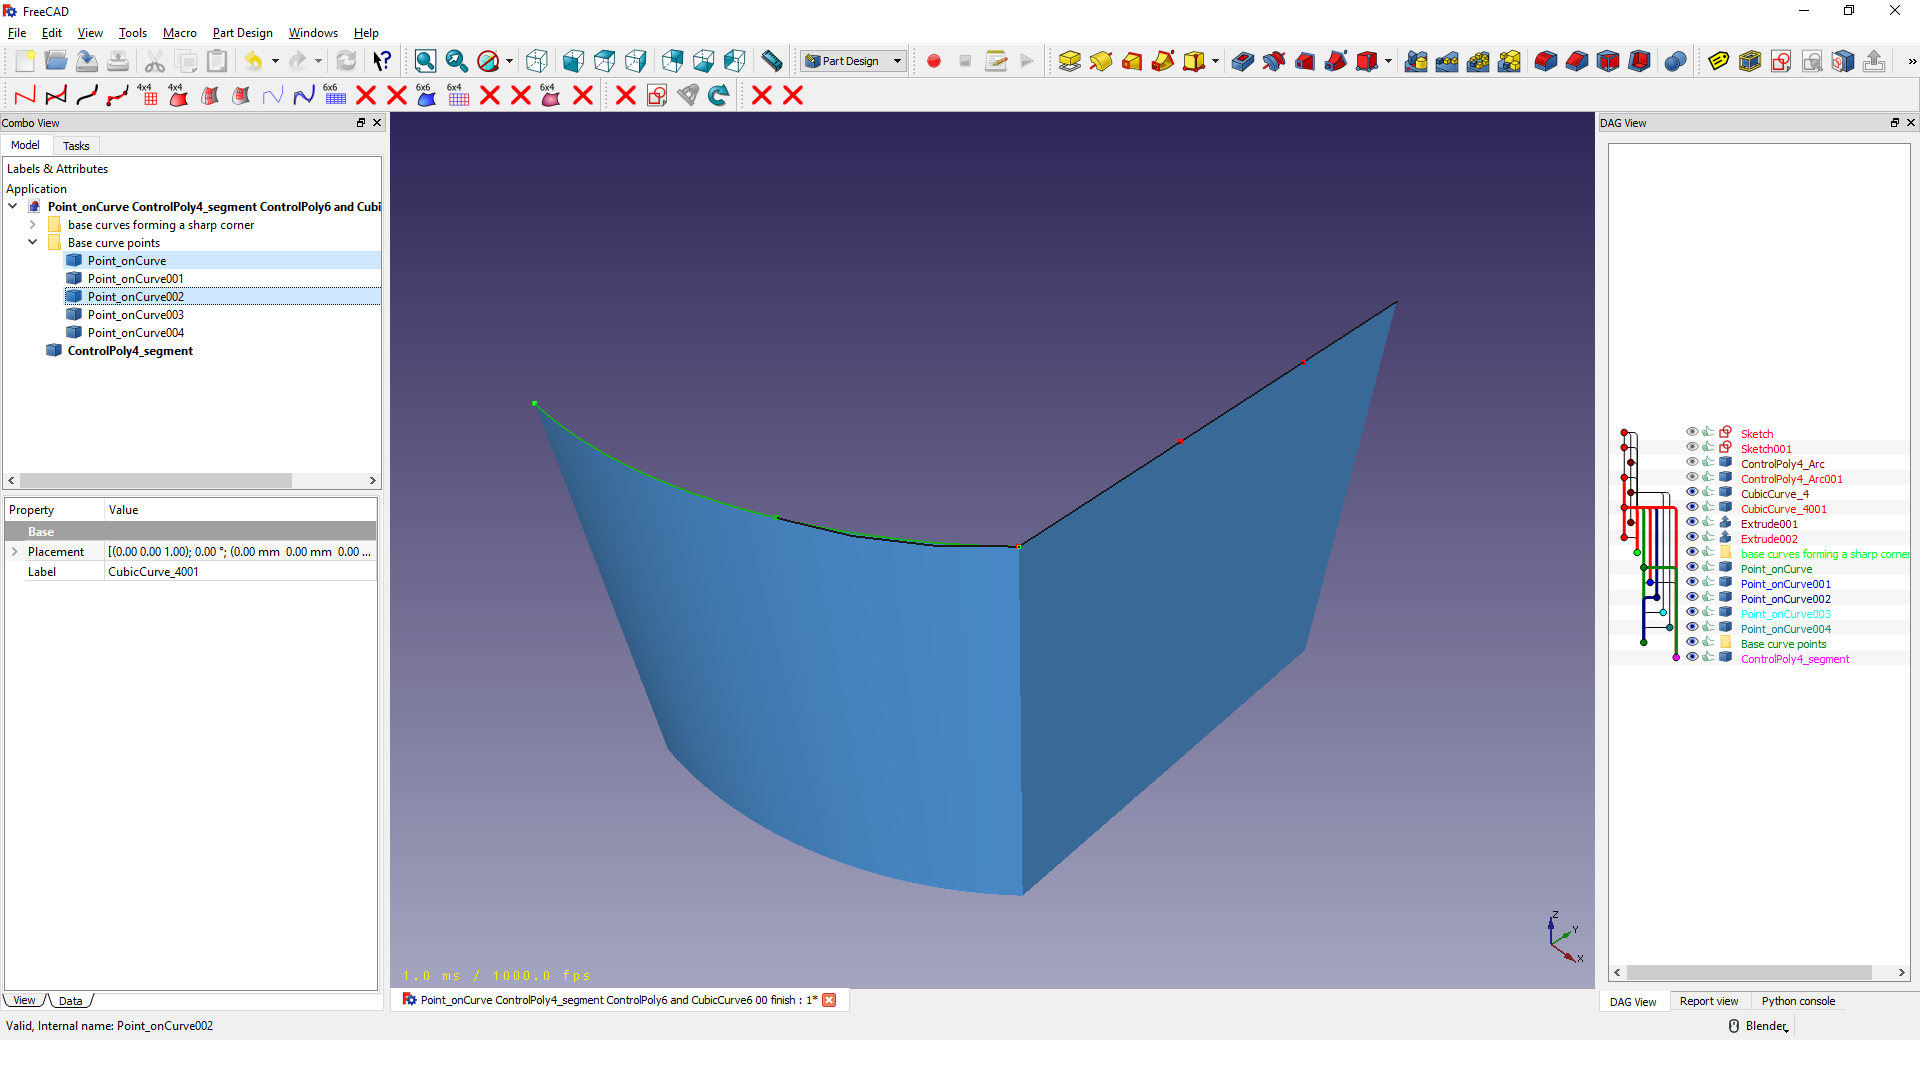 FreeCAD
File Edit View Tools Macro Part Design Windows Help
Part Design
4x4 4x4 6x6 6x6 6x4 6x4
Combo View
Model Tasks
Labels & Attributes
Application
Point_onCurve ControlPoly4_segment ControlPoly6 and Cubi
base curves forming a sharp corner
Base curve points
Point_onCurve
Point_onCurve001
Point_onCurve002
Point_onCurve003
Point_onCurve004
ControlPoly4_segment
Property Value
Base
Placement [(0.00 0.00 1.00); 0.00 °; (0.00 mm 0.00 mm 0.00 ...
Label CubicCurve_4001
View Data
Valid, Internal name: Point_onCurve002
1.0 ms / 1000.0 fps
Z
Y
X
Point_onCurve ControlPoly4_segment ControlPoly6 and CubicCurve6 00 finish : 1*
DAG View
Sketch
Sketch001
ControlPoly4_Arc
ControlPoly4_Arc001
CubicCurve_4
CubicCurve_4001
Extrude001
Extrude002
base curves forming a sharp corner
Point_onCurve
Point_onCurve001
Point_onCurve002
Point_onCurve003
Point_onCurve004
Base curve points
ControlPoly4_segment
DAG View Report view Python console
Blender